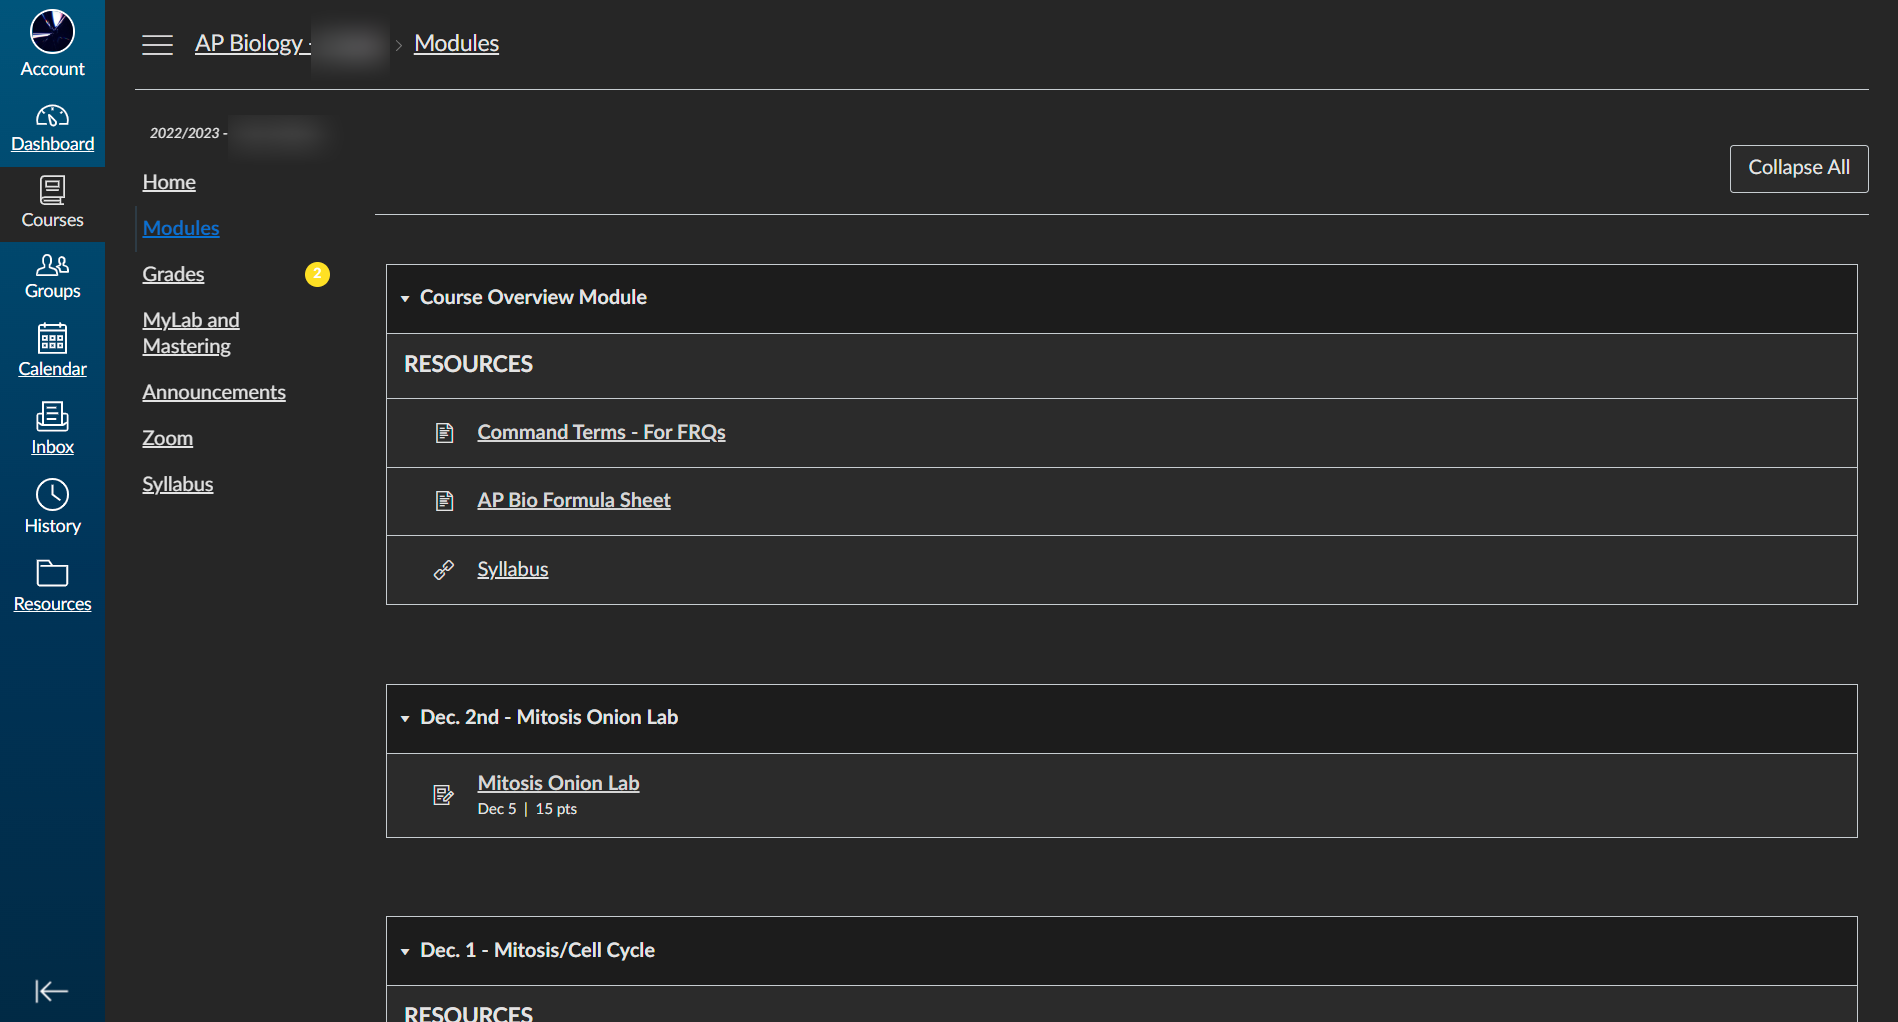 Account
Dashboard
Courses
Groups
Calendar
Inbox
History
Resources
AP Biology -
Modules
2022/2023 -
Home
Modules
Grades
2
MyLab and
Mastering
Announcements
Zoom
Syllabus
Collapse All
Course Overview Module
RESOURCES
Command Terms - For FRQs
AP Bio Formula Sheet
Syllabus
Dec. 2nd - Mitosis Onion Lab
Mitosis Onion Lab
Dec 5 | 15 pts
Dec. 1 - Mitosis/Cell Cycle
RESOURCES